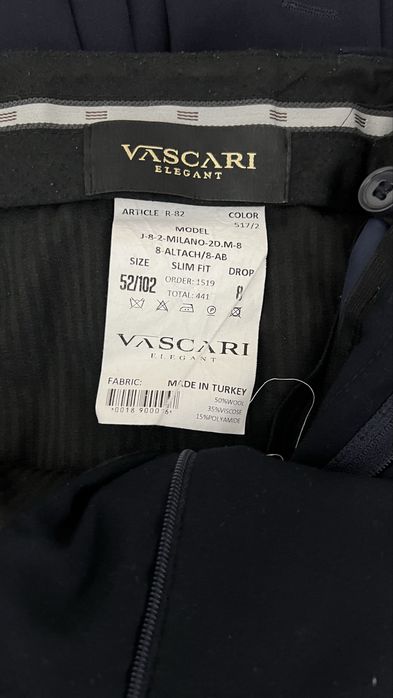 VASCARI
ELEGANT
ARTICLE R-82 COLOR
517/2
MODEL
J-8-2-MILANO-2D.M-8
8-ALTACH/8-AB
SIZE SLIM FIT DROP
52/102 ORDER: 1519 8
TOTAL: 441
VASCARI
ELEGANT
FABRIC: MADE IN TURKEY
50%WOOL
35%VISCOSE
15%POLYAMIDE